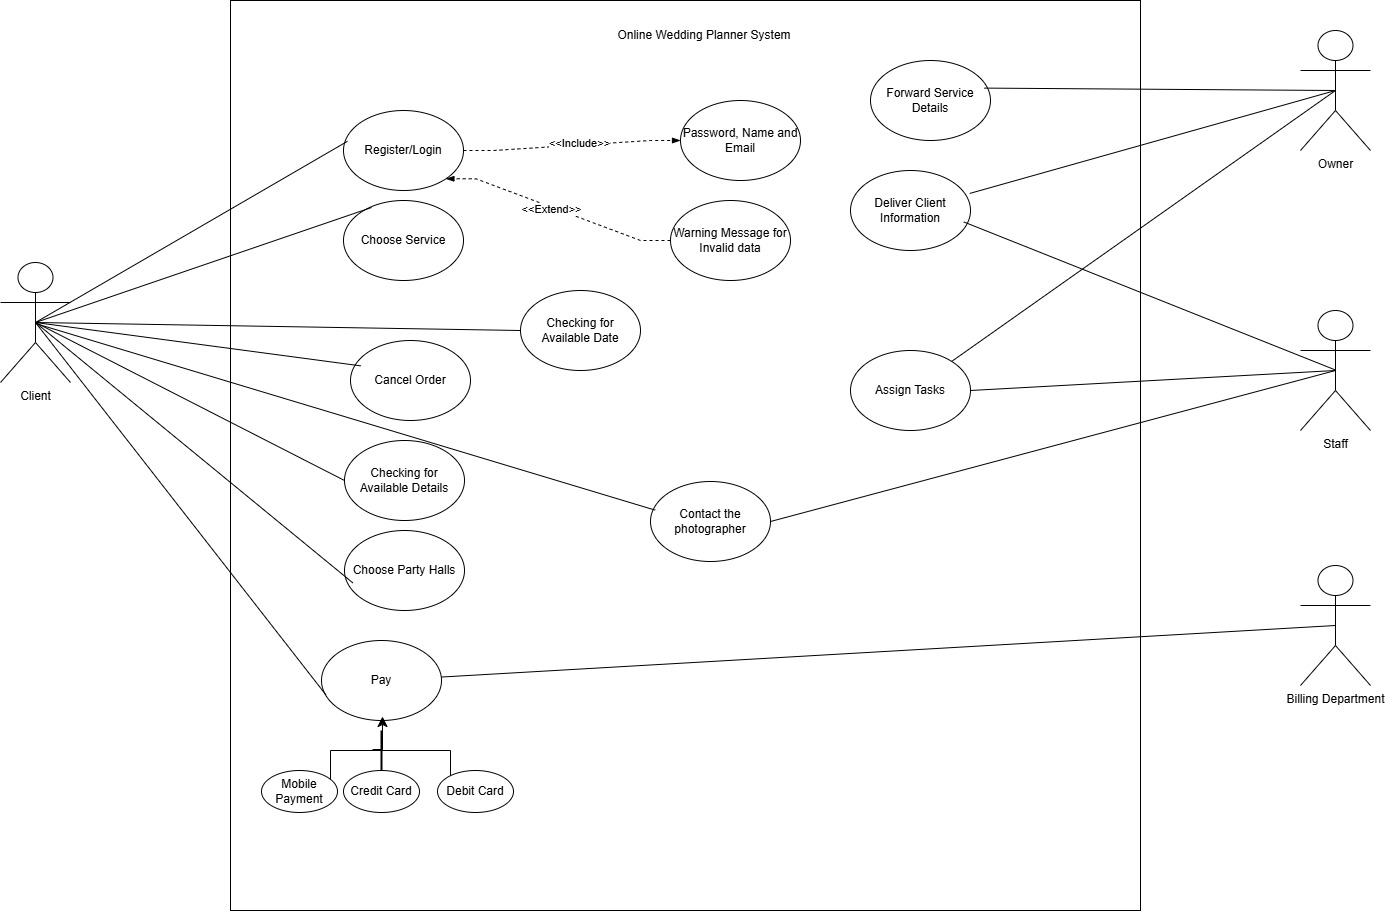 Online Wedding Planner System
Forward Service
Details
Owner
Register/Login
<<Include>>
Password, Name and
Email
Deliver Client
Information
<<Extend>>
Choose Service
Warning Message for
Invalid data
Client
Checking for
Available Date
Cancel Order
Assign Tasks
Staff
Checking for
Available Details
Contact the
photographer
Choose Party Halls
Pay
Billing Department
Mobile
Payment
Credit Card
Debit Card